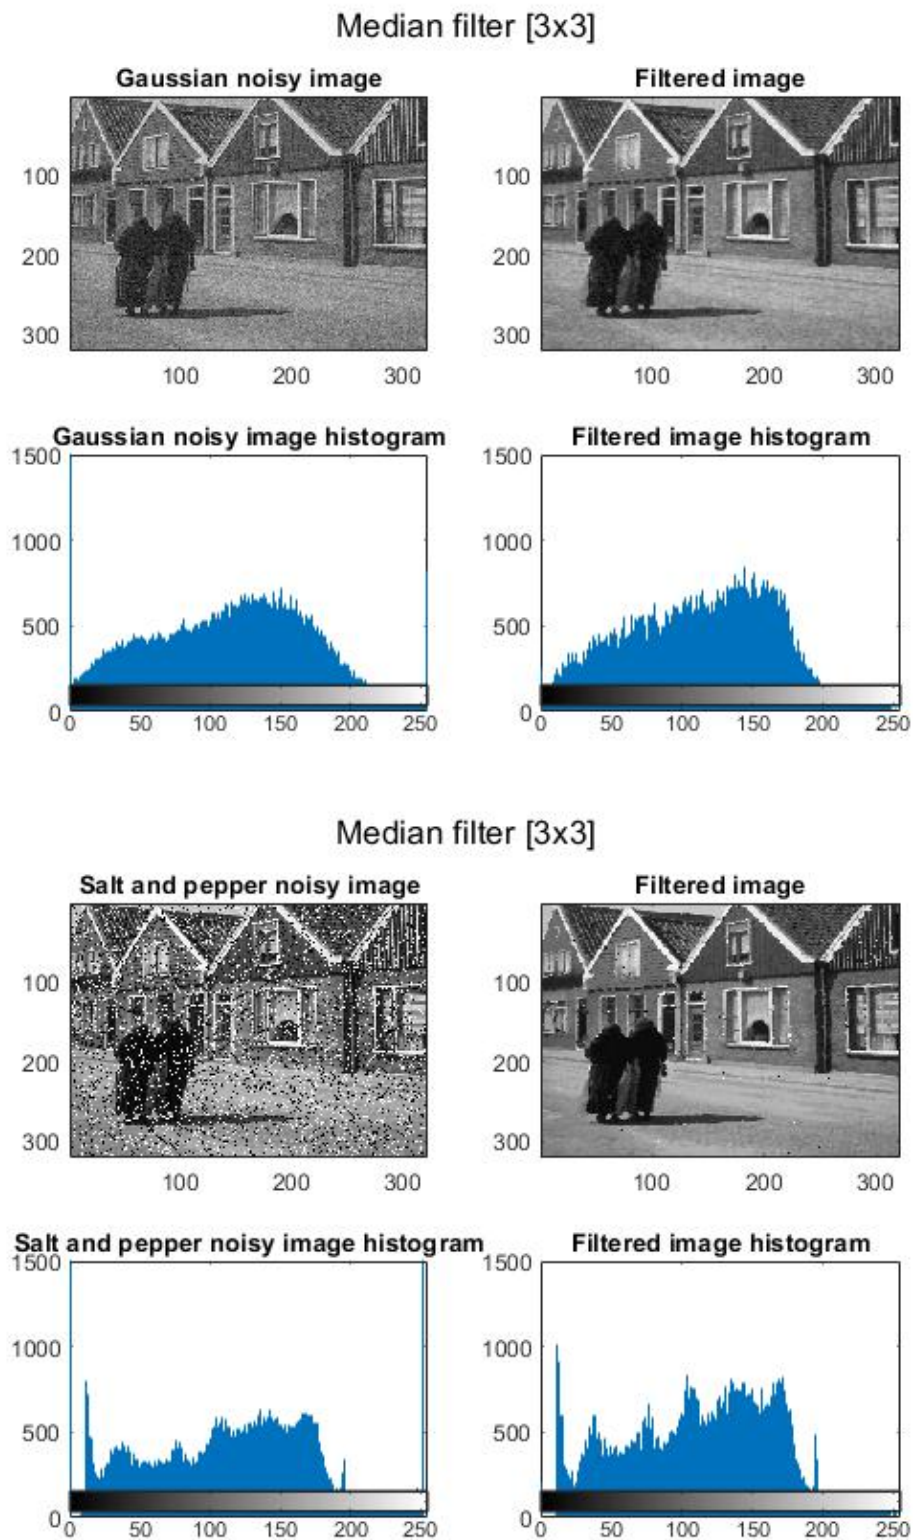 Median filter [3x3]
Gaussian noisy image
Filtered image
100
200
300
100 200 300
100
200
300
100 200 300
Gaussian noisy image histogram
Filtered image histogram
1500
1000
500
0
0 50 100 150 200 250
1500
1000
500
0
0 50 100 150 200 250
Median filter [3x3]
Salt and pepper noisy image
Filtered image
100
200
300
100 200 300
100
200
300
100 200 300
Salt and pepper noisy image histogram
Filtered image histogram
1500
1000
500
0
0 50 100 150 200 250
1500
1000
500
0
0 50 100 150 200 250